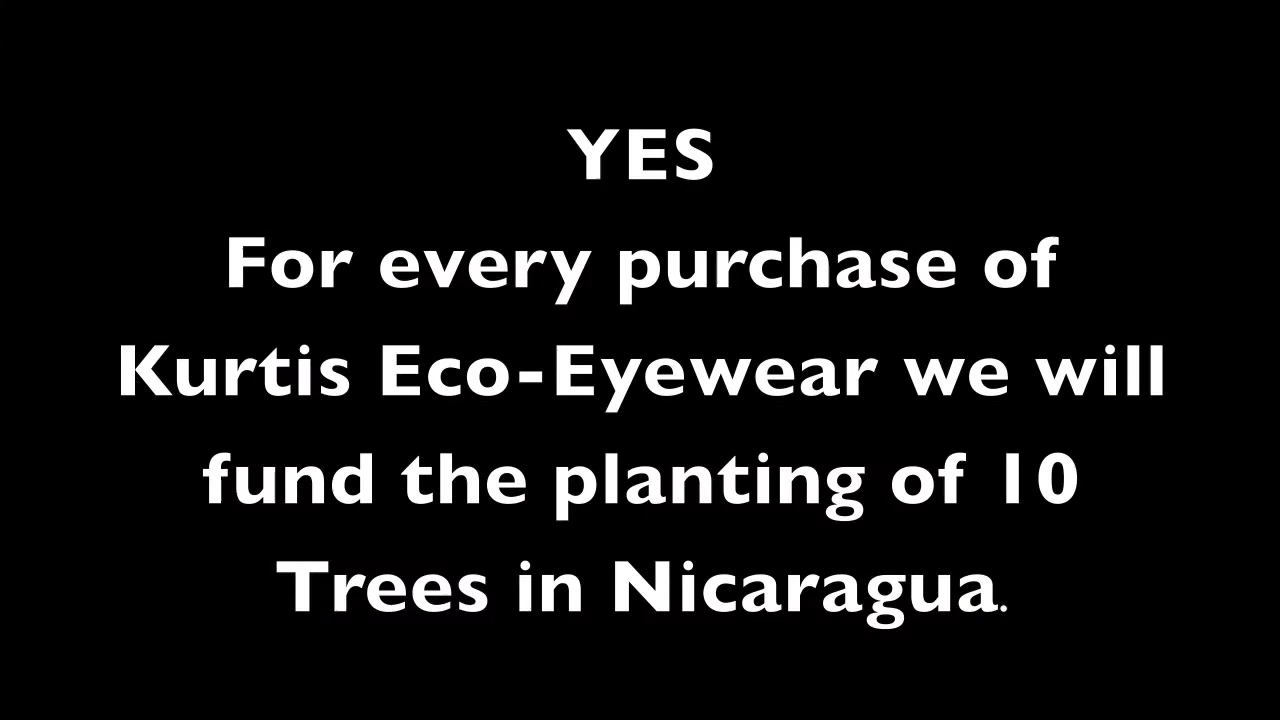 YES
For every purchase of
Kurtis Eco-Eyewear we will
fund the planting of 10
Trees in Nicaragua.